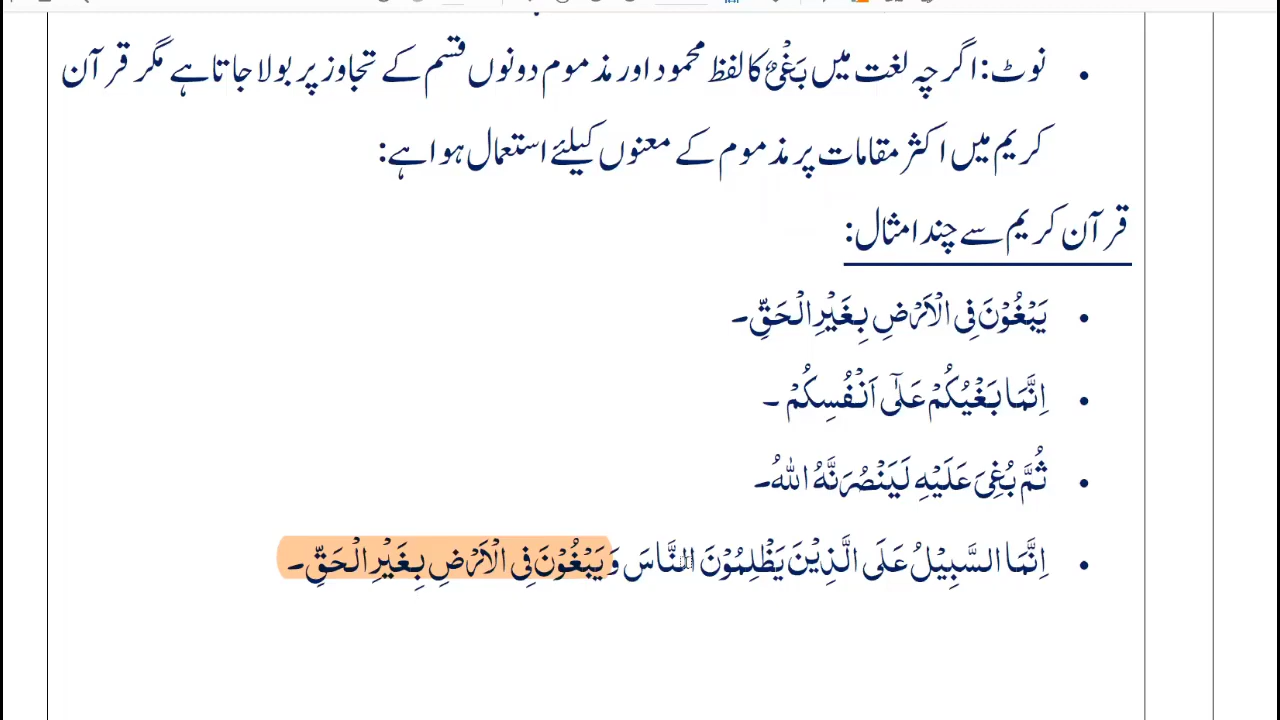 نوٹ: اگرچہ لغت میں بَغْیٌ کا لفظ محمود اور مذموم دونوں قسم کے تجاوز پر بولا جاتا ہے مگر قرآن
کریم میں اکثر مقامات پر مذموم کے معنوں کیلئے استعمال ہوا ہے:
قرآن کریم سے چند امثال:
• یَبْغُوْنَ فِی الْاَرْضِ بِغَیْرِ الْحَقِّ۔
• اِنَّمَا بَغْیُکُمْ عَلٰٓی اَنْفُسِکُمْ ۔
• ثُمَّ بُغِیَ عَلَیْهِ لَیَنْصُرَنَّهُ اللهُ۔
• اِنَّمَا السَّبِیْلُ عَلَی الَّذِیْنَ یَظْلِمُوْنَ النَّاسَ وَیَبْغُوْنَ فِی الْاَرْضِ بِغَیْرِ الْحَقِّ۔